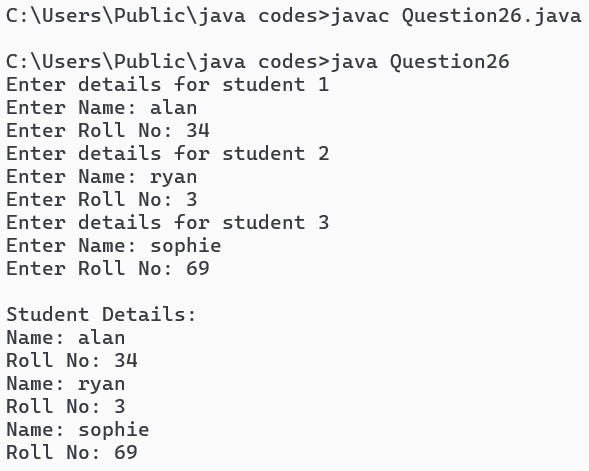 C:\Users\Public\java codes>javac Question26.java
C:\Users\Public\java codes>java Question26
Enter details for student 1
Enter Name: alan
Enter Roll No: 34
Enter details for student 2
Enter Name: ryan
Enter Roll No: 3
Enter details for student 3
Enter Name: sophie
Enter Roll No: 69
Student Details:
Name: alan
Roll No: 34
Name: ryan
Roll No: 3
Name: sophie
Roll No: 69